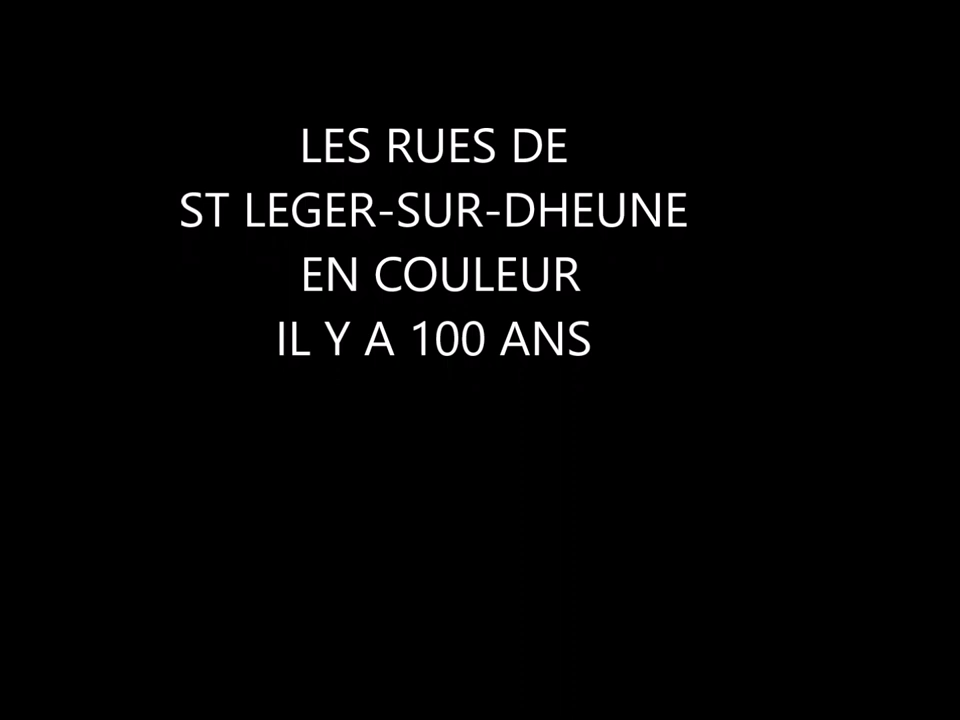 LES RUES DE
ST LEGER-SUR-DHEUNE
EN COULEUR
IL Y A 100 ANS